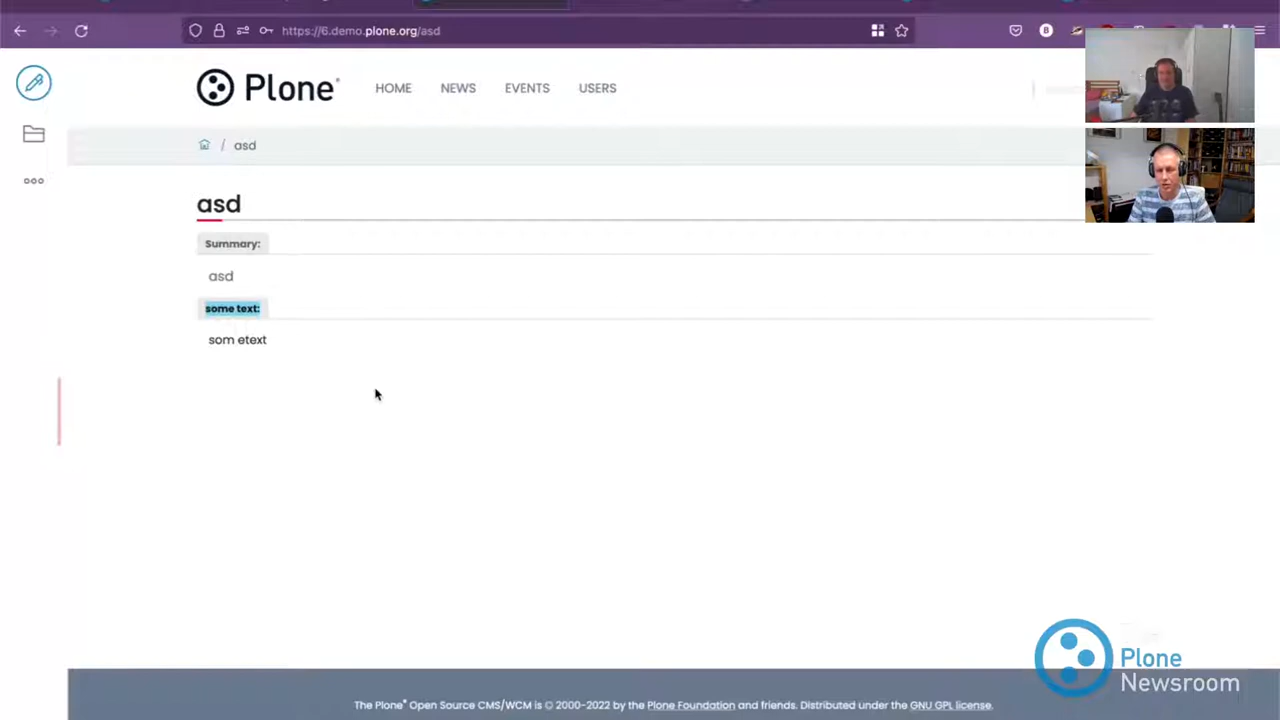 https://6.demo.plone.org/asd
Plone
HOME
NEWS
EVENTS
USERS
/ asd
asd
Summary:
asd
some text:
som etext
Plone
Newsroom
The Plone® Open Source CMS/WCM is © 2000-2022 by the Plone Foundation and friends. Distributed under the GNU GPL license.